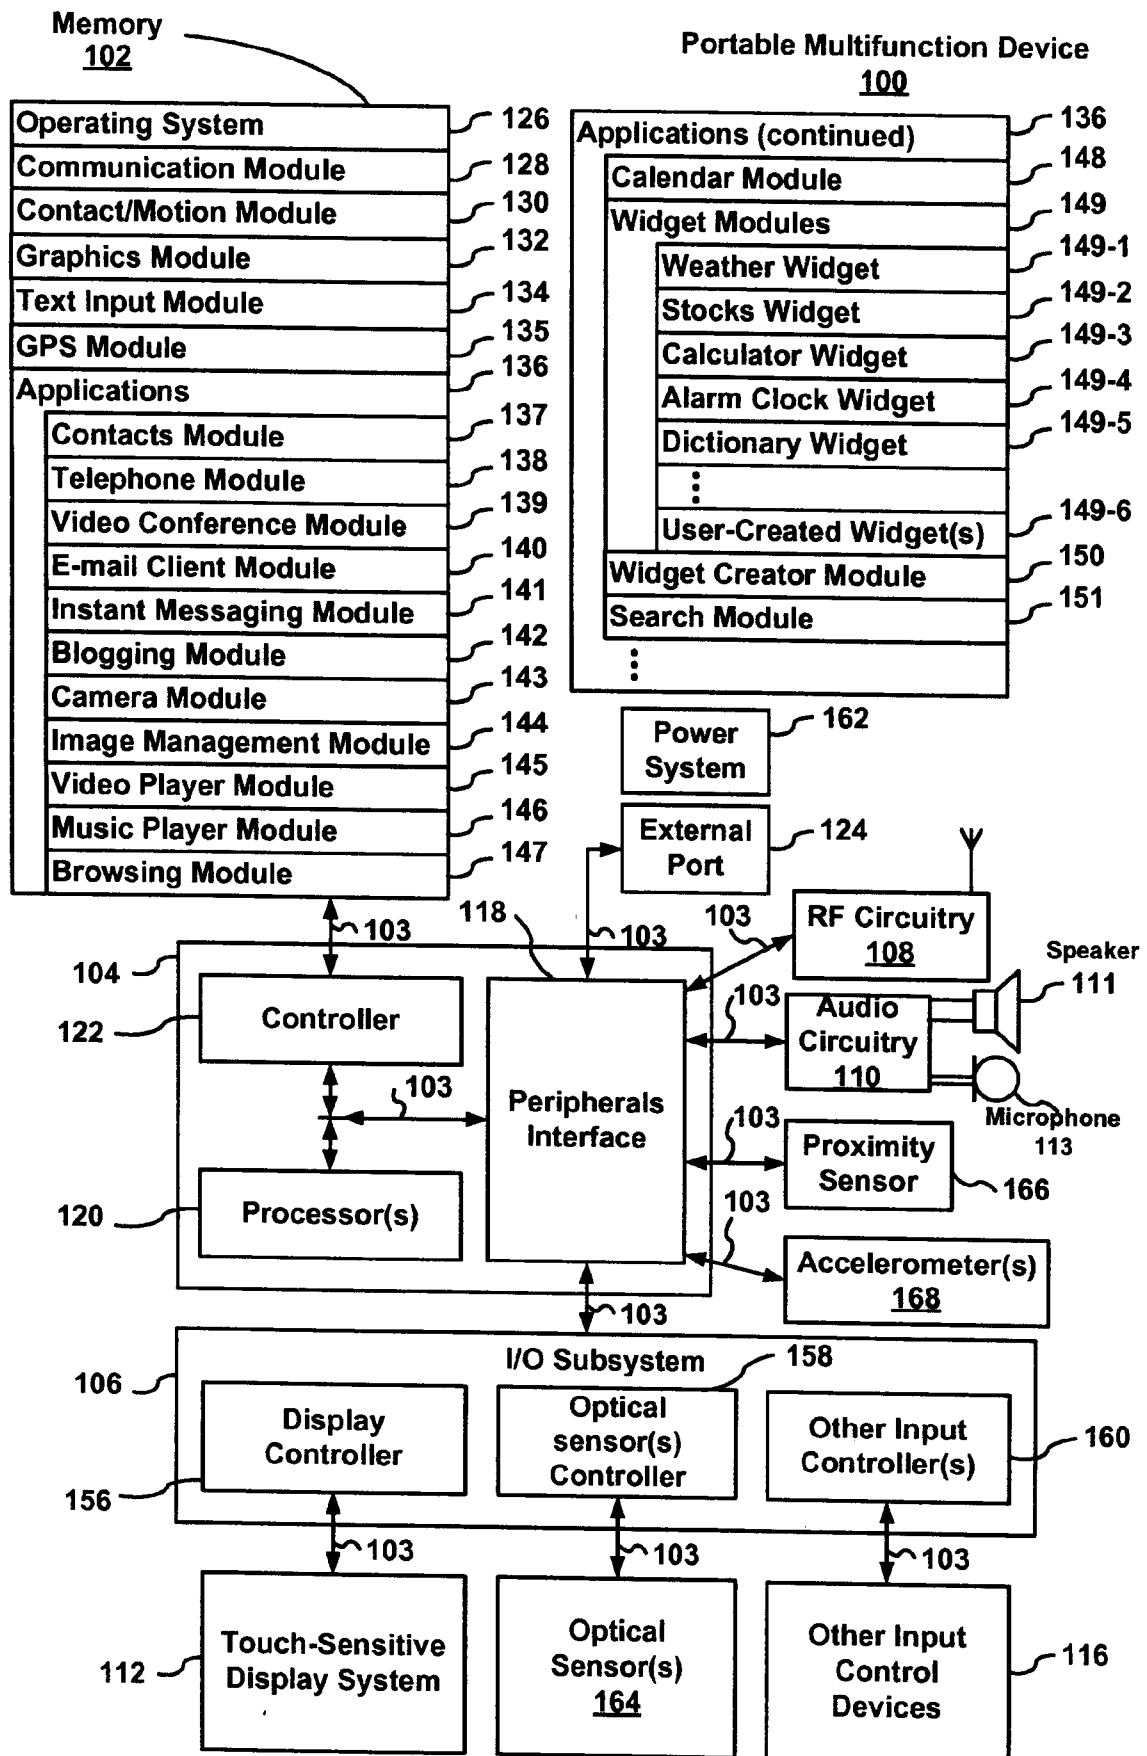 Memory
102
Portable Multifunction Device
100
Operating System
126
Communication Module
128
Contact/Motion Module
130
Graphics Module
132
Text Input Module
134
GPS Module
135
Applications
136
Contacts Module
137
Telephone Module
138
Video Conference Module
139
E-mail Client Module
140
Instant Messaging Module
141
Blogging Module
142
Camera Module
143
Image Management Module
144
Video Player Module
145
Music Player Module
146
Browsing Module
147
Applications (continued)
136
Calendar Module
148
Widget Modules
149
Weather Widget
149-1
Stocks Widget
149-2
Calculator Widget
149-3
Alarm Clock Widget
149-4
Dictionary Widget
149-5
User-Created Widget(s)
149-6
Widget Creator Module
150
Search Module
151
Power
System
162
External
Port
124
103
118
103
103
RF Circuitry
108
Speaker
111
104
Controller
122
103
Audio
Circuitry
110
103
Peripherals
Interface
Microphone
113
103
Proximity
Sensor
166
Processor(s)
120
103
Accelerometer(s)
168
103
I/O Subsystem
106
158
Display
Controller
156
Optical
sensor(s)
Controller
Other Input
Controller(s)
160
103
103
103
Touch-Sensitive
Display System
112
Optical
Sensor(s)
164
Other Input
Control
Devices
116